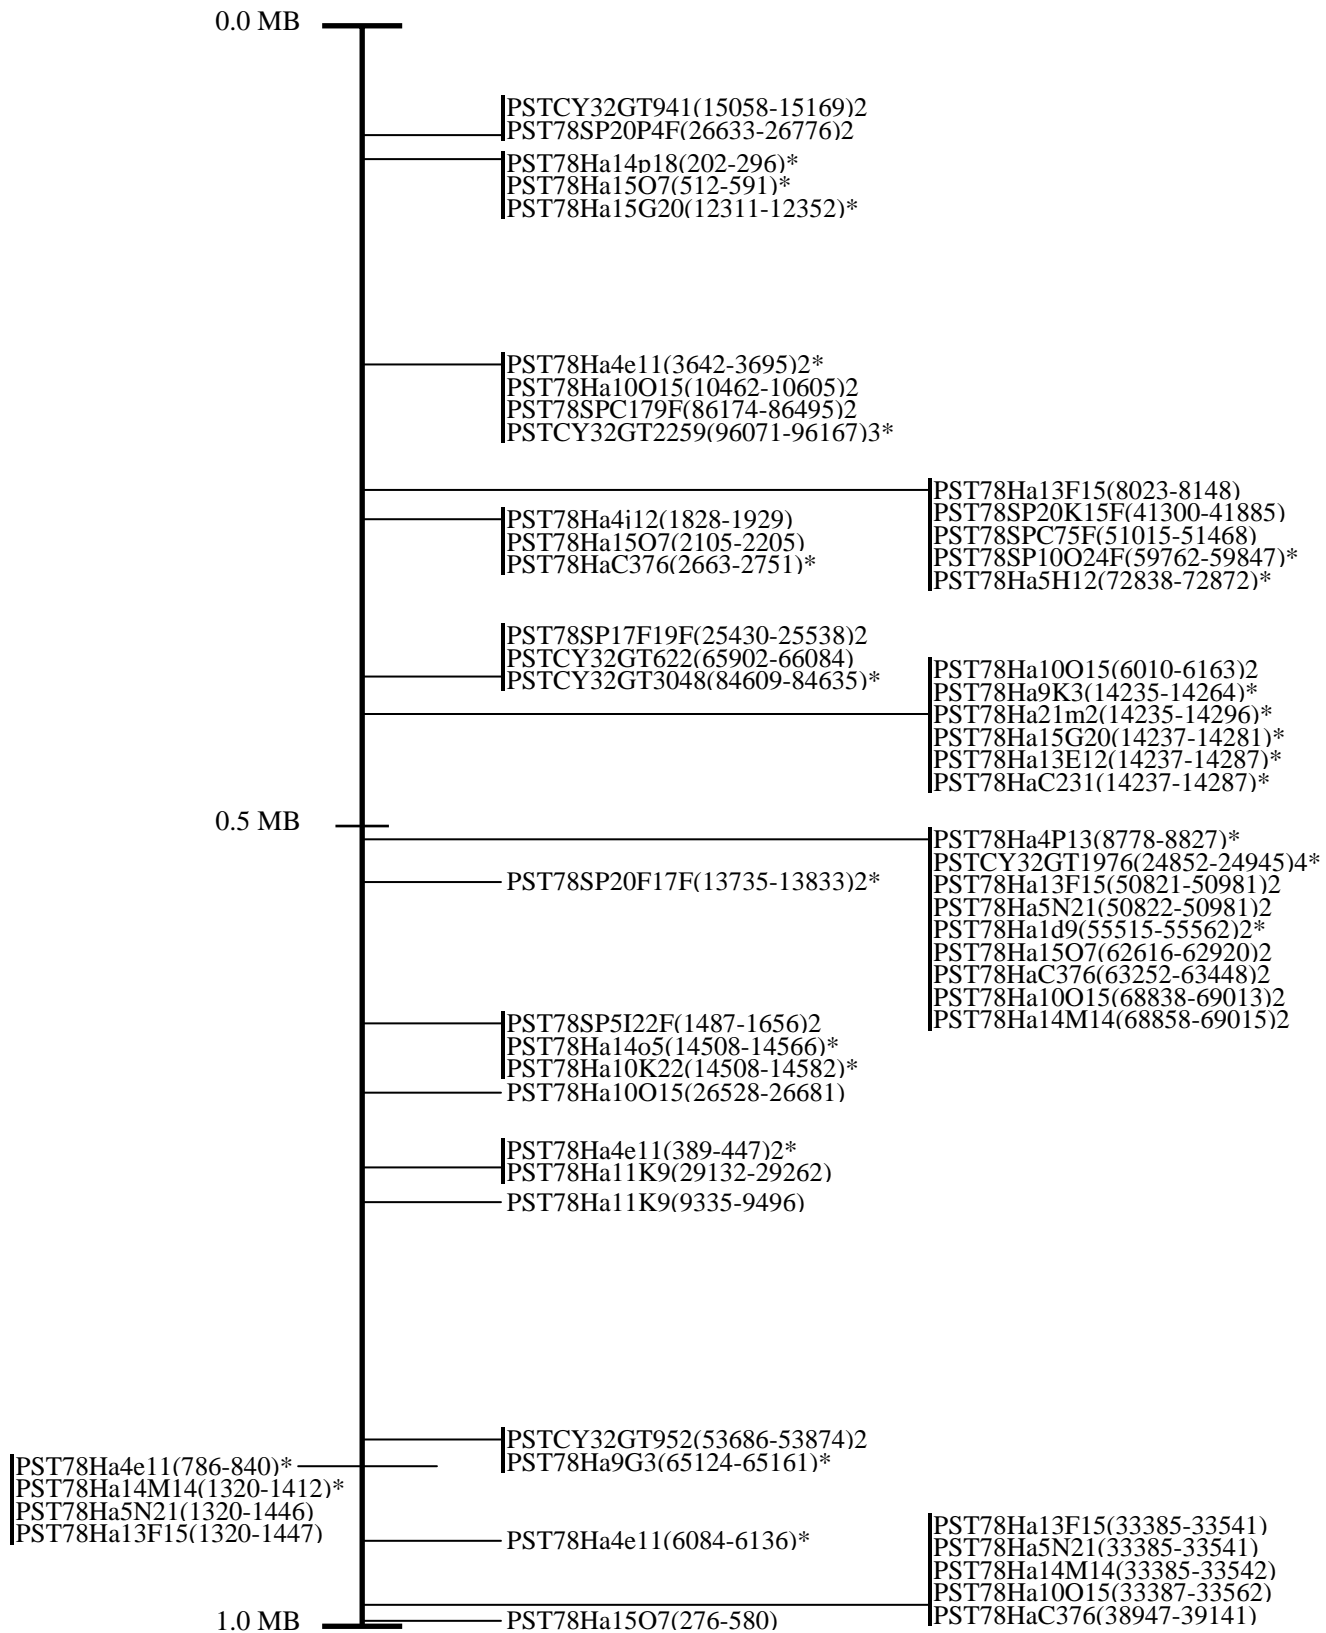 0.0 MB
PSTCY32GT941(15058-15169)2
PST78SP20P4F(26633-26776)2
PST78Ha14p18(202-296)*
PST78Ha15O7(512-591)*
PST78Ha15G20(12311-12352)*
PST78Ha4e11(3642-3695)2*
PST78Ha10O15(10462-10605)2
PST78SPC179F(86174-86495)2
PSTCY32GT2259(96071-96167)3*
PST78Ha13F15(8023-8148)
PST78SP20K15F(41300-41885)
PST78SPC75F(51015-51468)
PST78SP10O24F(59762-59847)*
PST78Ha5H12(72838-72872)*
PST78Ha4j12(1828-1929)
PST78Ha15O7(2105-2205)
PST78HaC376(2663-2751)*
PST78SP17F19F(25430-25538)2
PSTCY32GT622(65902-66084)
PSTCY32GT3048(84609-84635)*
PST78Ha10O15(6010-6163)2
PST78Ha9K3(14235-14264)*
PST78Ha21m2(14235-14296)*
PST78Ha15G20(14237-14281)*
PST78Ha13E12(14237-14287)*
PST78HaC231(14237-14287)*
0.5 MB
PST78Ha4P13(8778-8827)*
PSTCY32GT1976(24852-24945)4*
PST78Ha13F15(50821-50981)2
PST78Ha5N21(50822-50981)2
PST78Ha1d9(55515-55562)2*
PST78Ha15O7(62616-62920)2
PST78HaC376(63252-63448)2
PST78Ha10O15(68838-69013)2
PST78Ha14M14(68858-69015)2
PST78SP20F17F(13735-13833)2*
PST78SP5I22F(1487-1656)2
PST78Ha14o5(14508-14566)*
PST78Ha10K22(14508-14582)*
PST78Ha10O15(26528-26681)
PST78Ha4e11(389-447)2*
PST78Ha11K9(29132-29262)
PST78Ha11K9(9335-9496)
PSTCY32GT952(53686-53874)2
PST78Ha9G3(65124-65161)*
PST78Ha4e11(786-840)*
PST78Ha14M14(1320-1412)*
PST78Ha5N21(1320-1446)
PST78Ha13F15(1320-1447)
PST78Ha4e11(6084-6136)*
PST78Ha13F15(33385-33541)
PST78Ha5N21(33385-33541)
PST78Ha14M14(33385-33542)
PST78Ha10O15(33387-33562)
PST78HaC376(38947-39141)
1.0 MB
PST78Ha15O7(276-580)